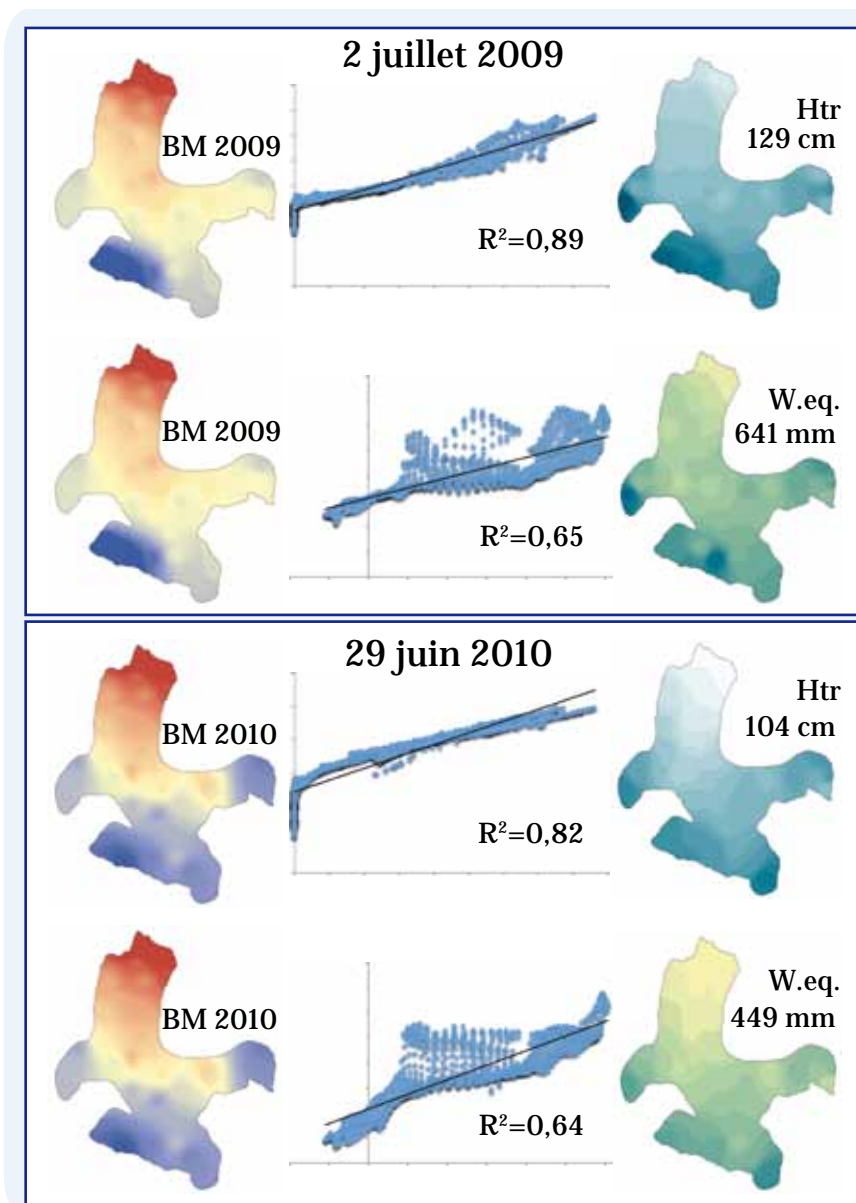 2 juillet 2009
BM 2009
R²=0,89
Htr
129 cm
BM 2009
R²=0,65
W.eq.
641 mm
29 juin 2010
BM 2010
R²=0,82
Htr
104 cm
BM 2010
R²=0,64
W.eq.
449 mm